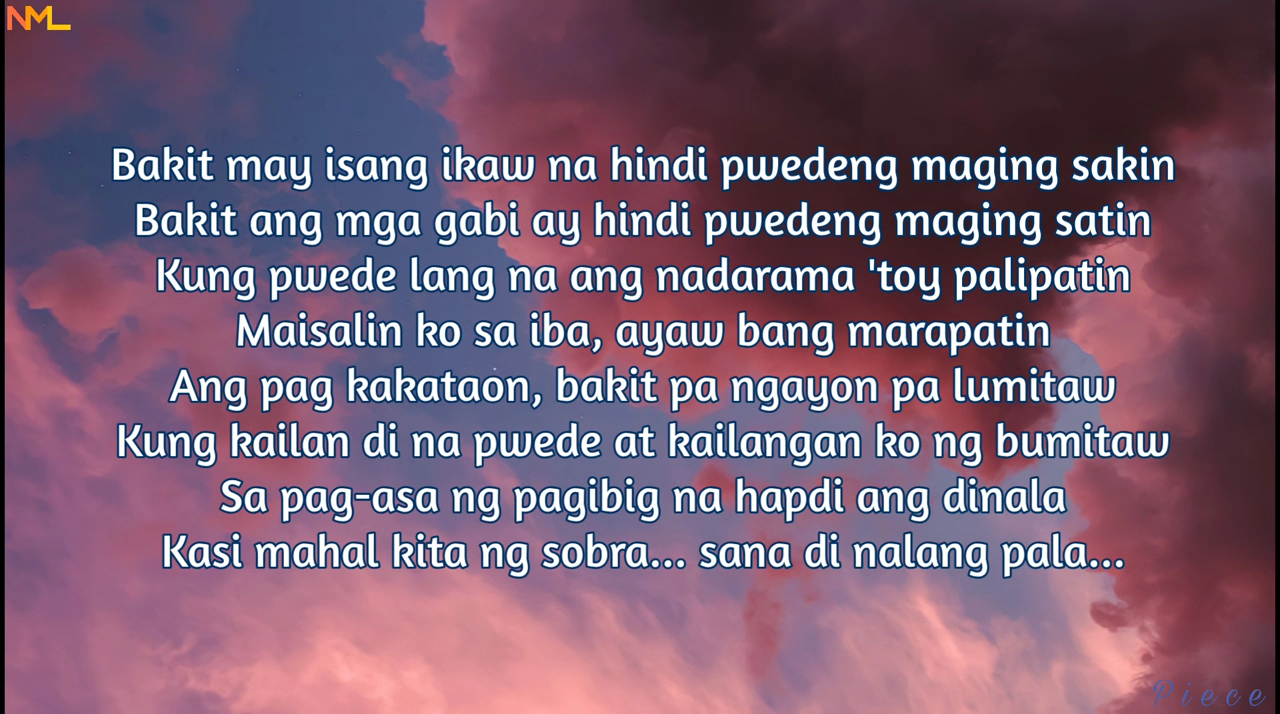 NML
Bakit may isang ikaw na hindi pwedeng maging sakin
Bakit ang mga gabi ay hindi pwedeng maging satin
Kung pwede lang na ang nadarama 'toy palipatin
Maisalin ko sa iba, ayaw bang marapatin
Ang pag kakataon, bakit pa ngayon pa lumitaw
Kung kailan di na pwede at kailangan ko ng bumitaw
Sa pag-asa ng pagibig na hapdi ang dinala
Kasi mahal kita ng sobra... sana di nalang pala...
Piece